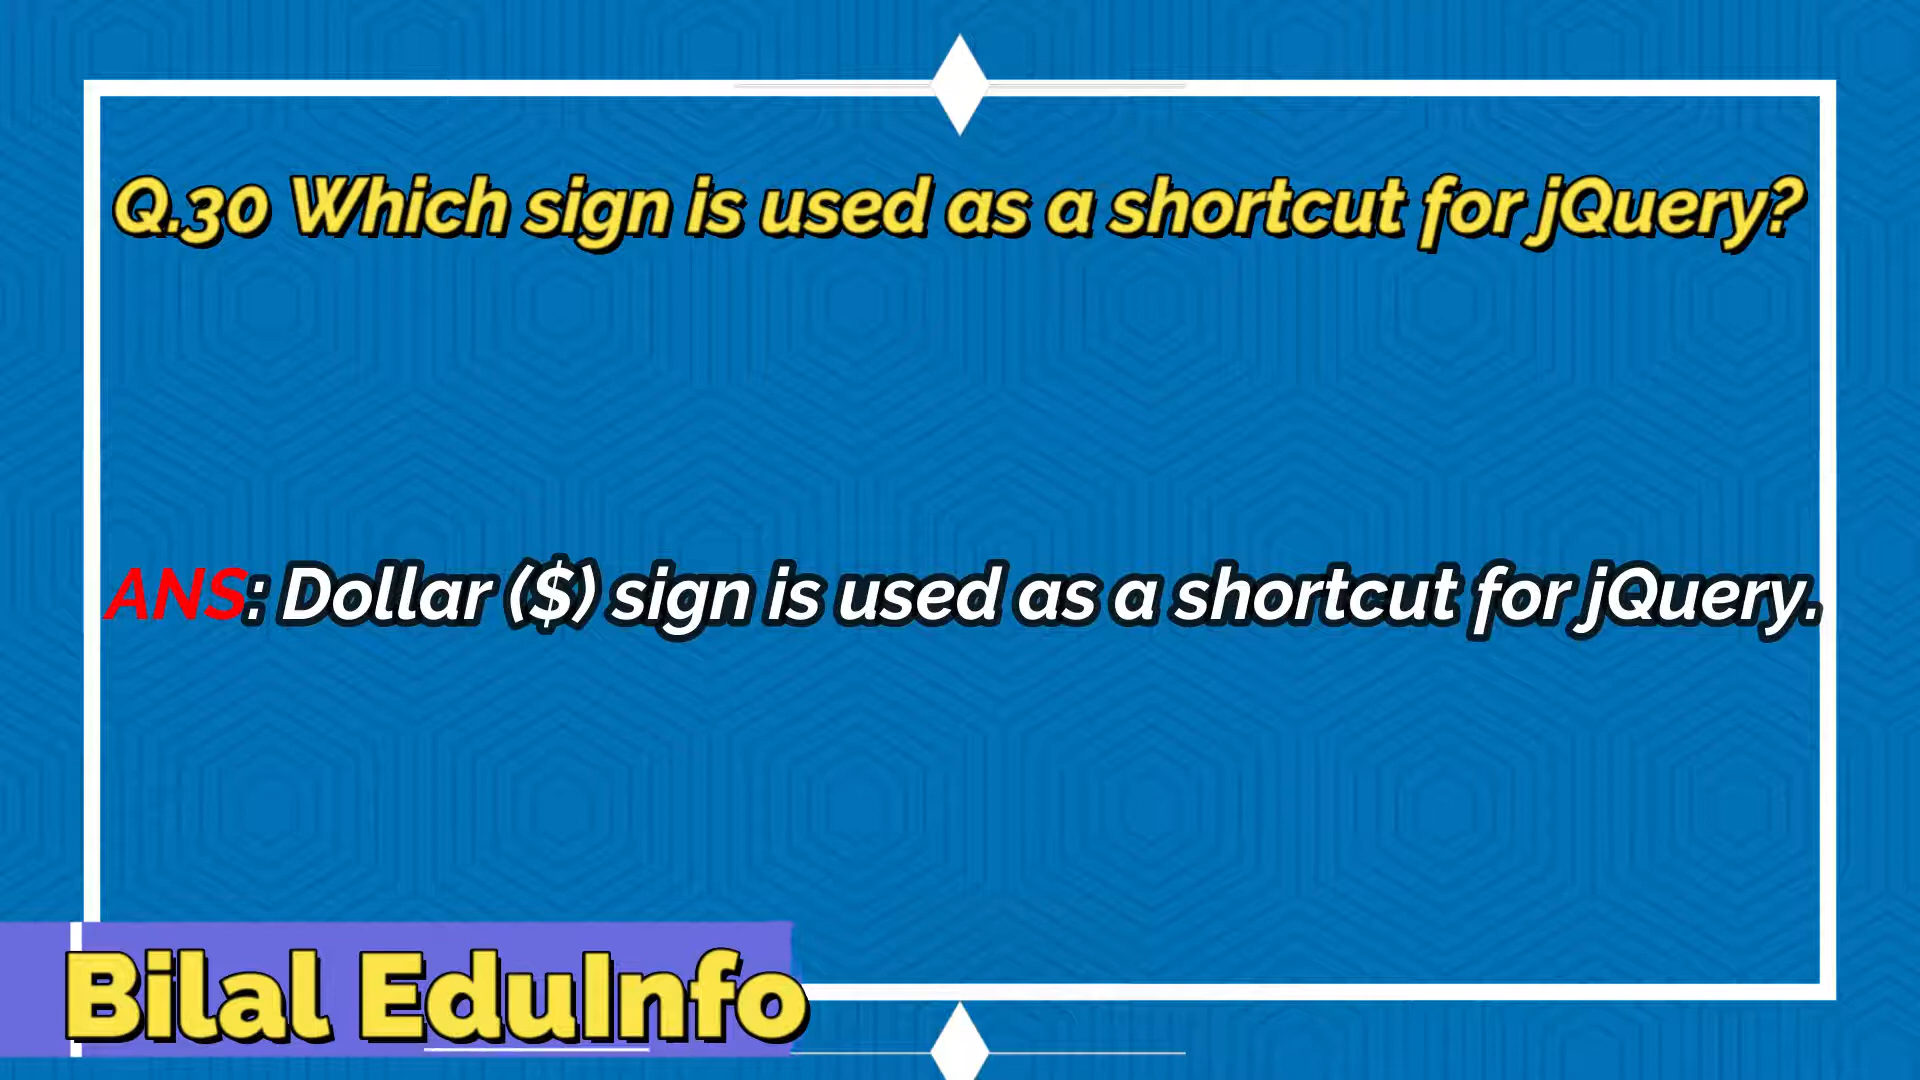 Q.30 Which sign is used as a shortcut for jQuery?
ANS: Dollar ($) sign is used as a shortcut for jQuery.
Bilal EduInfo